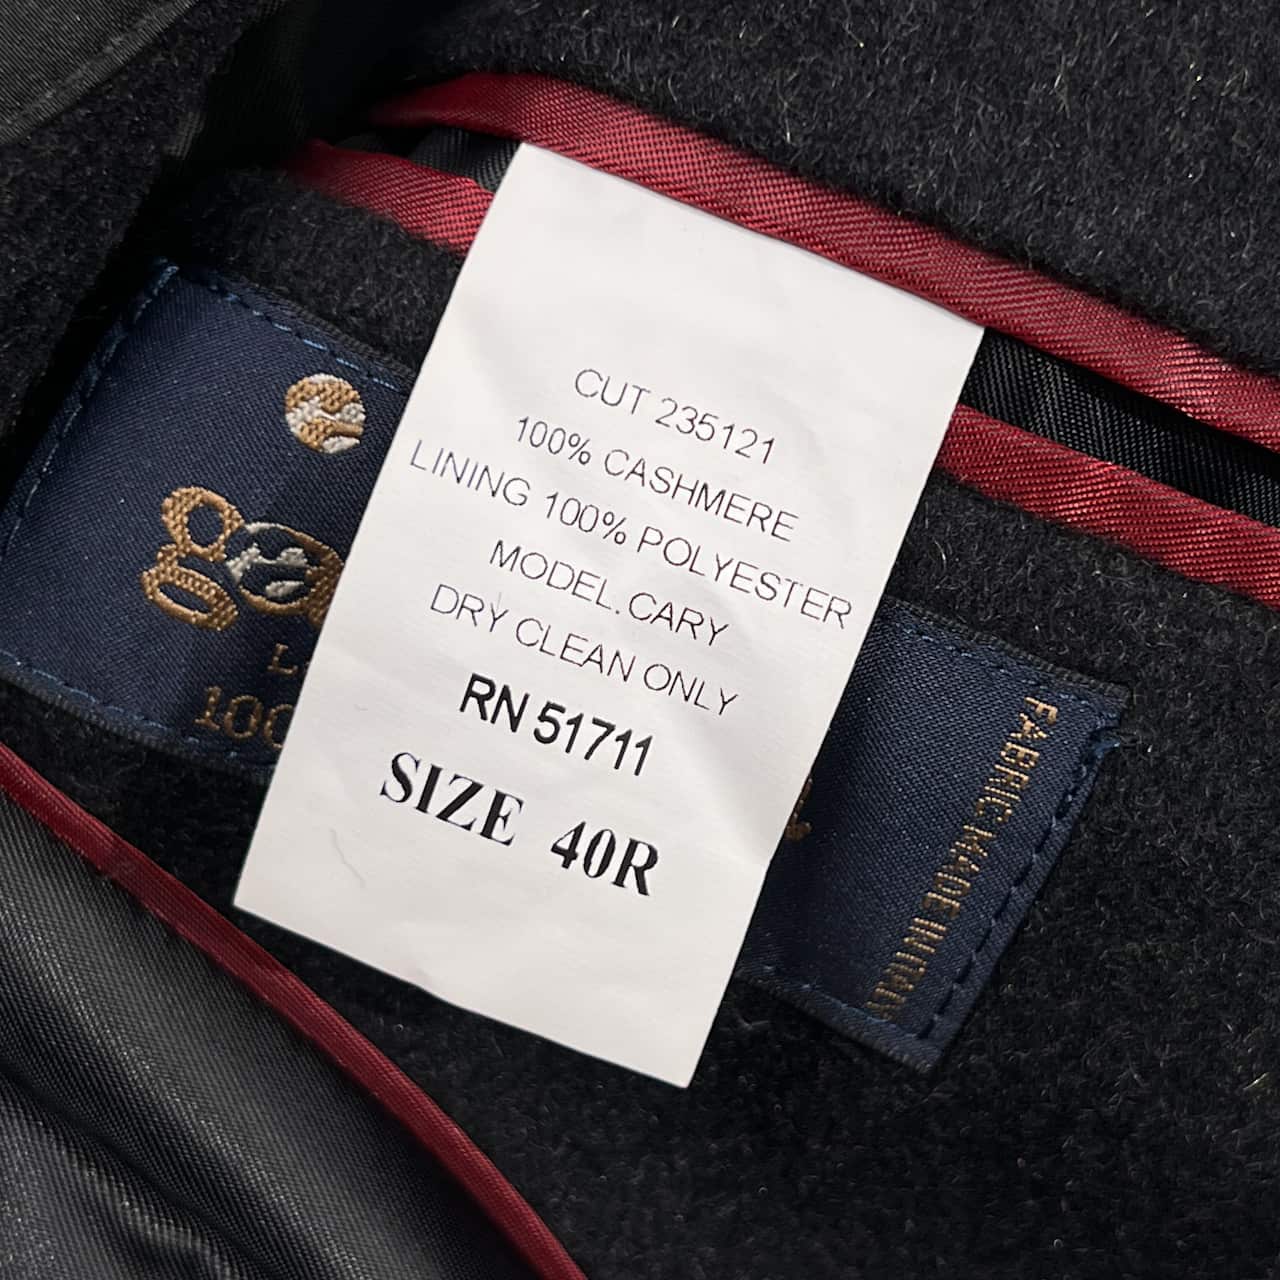 CUT 235121
100% CASHMERE
LINING 100% POLYESTER
MODEL.CARY
DRY CLEAN ONLY
RN 51711
SIZE 40R
FABRIC MADE IN ITALY